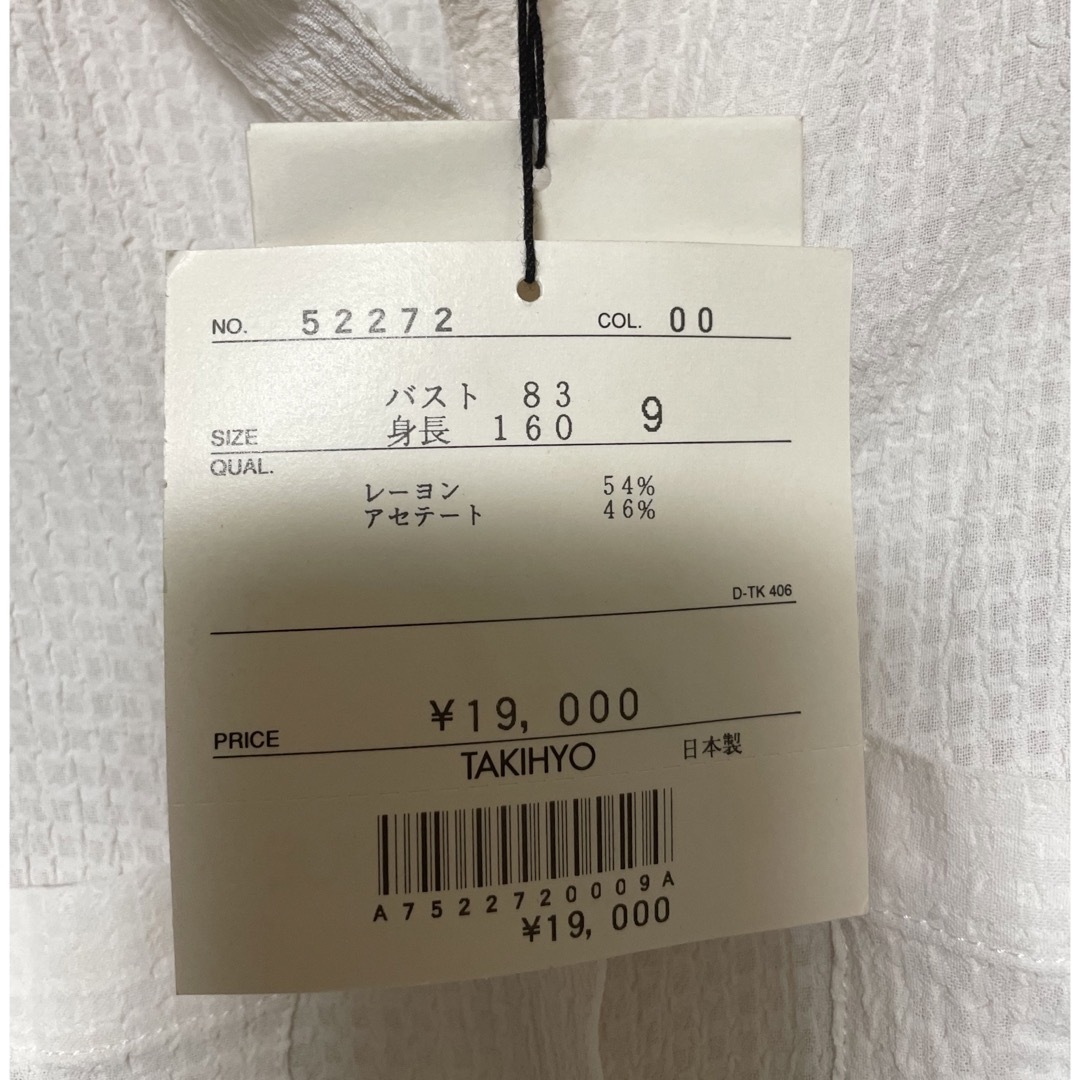 NO. 52272 COL. 00
バスト 83
身長 160 9
SIZE
QUAL.
レーヨン 54%
アセテート 46%
D-TK 406
¥19,000
PRICE
TAKIHYO 日本製
A7522720009A
¥19,000